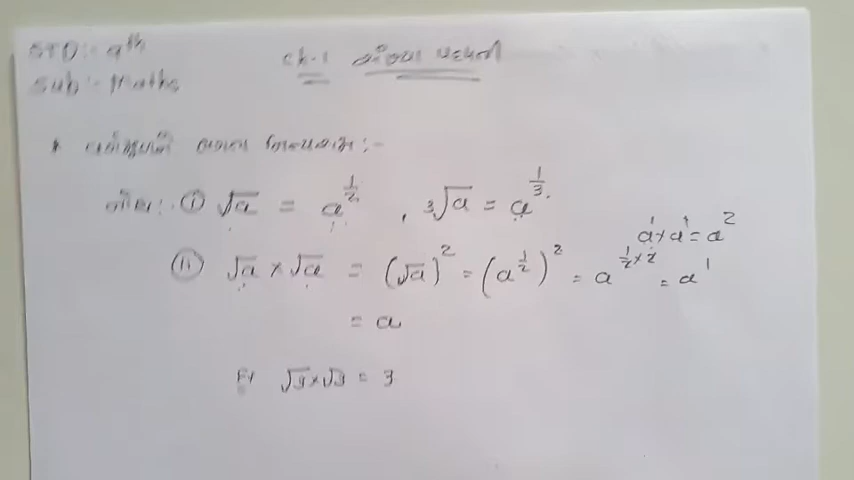 STD :- 9th
Ch-1 સંખ્યા પદ્ધતિ
Sub :- Maths
નોંધ :- (i) √a = a^(1/2) , ³√a = a^(1/3).
a¹ × a¹ = a²
(ii) √a × √a = (√a)² = (a^(1/2))² = a^(1/2 × 2) = a¹
= a
√3 × √3 = 3